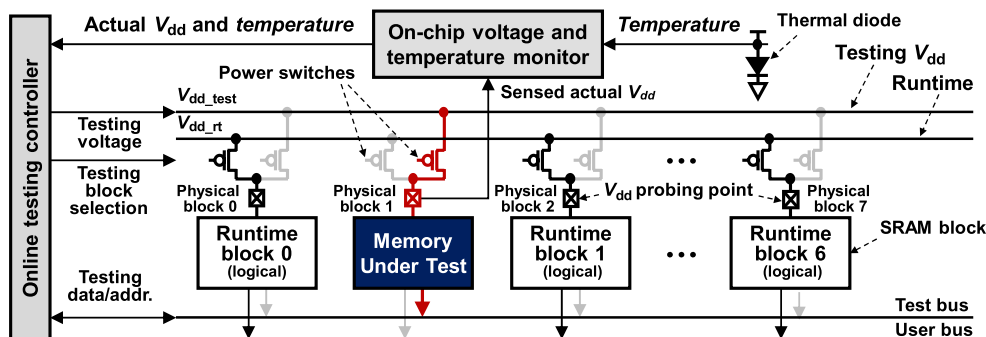 Actual Vdd and temperature
On-chip voltage and
temperature monitor
Temperature
Thermal diode
Testing Vdd
Runtime
Power switches
Sensed actual Vdd
Online testing controller
Vdd_test
Vdd_rt
Testing
voltage
Testing
block
selection
Physical
block 0
Physical
block 1
Physical
block 2
Vdd probing point
Physical
block 7
Runtime
block 0
(logical)
Memory
Under Test
Runtime
block 1
(logical)
Runtime
block 6
(logical)
SRAM block
Testing
data/addr.
Test bus
User bus